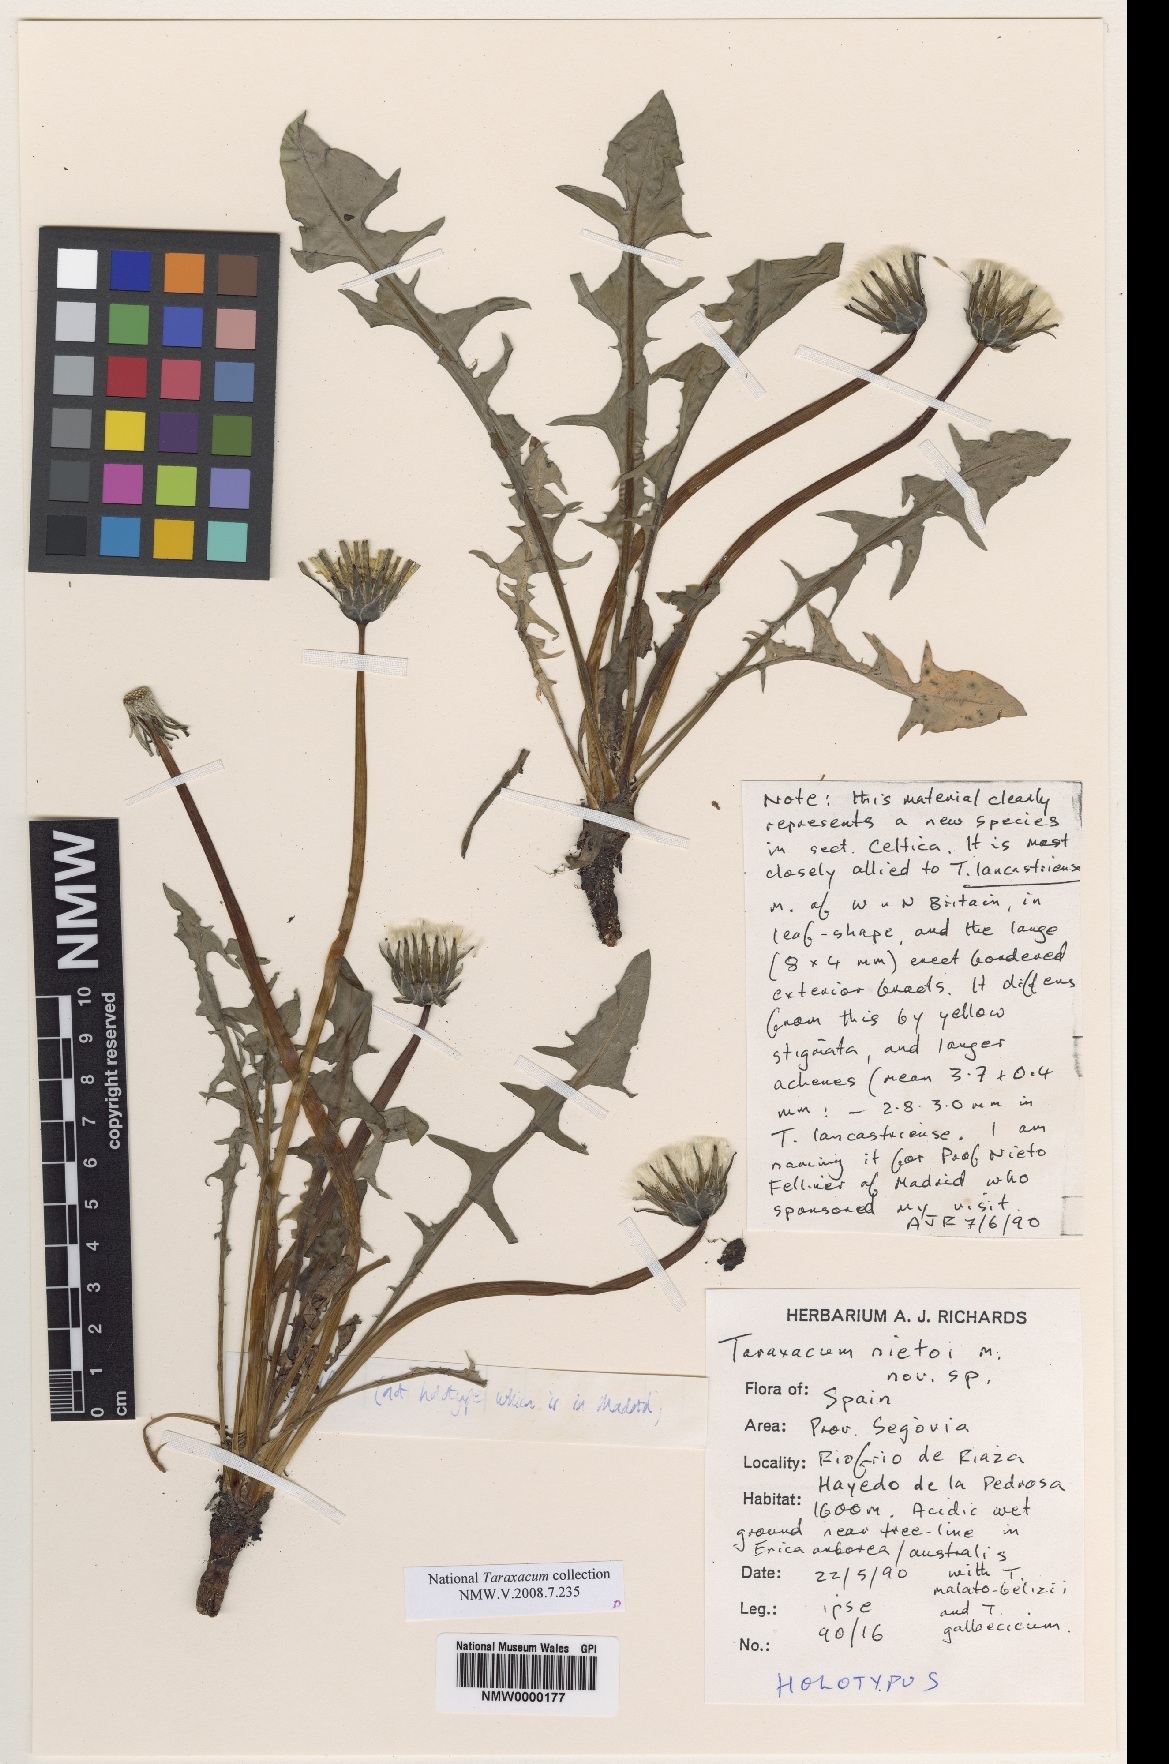 Note: this material clearly
represents a new species
in sect. Celtica. It is most
closely allied to T. lancastriense
m. of W & N Britain, in
leaf-shape, and the large
(8 x 4 mm) erect bordered
exterior bracts. It differs
from this by yellow
stigmata, and larger
achenes (mean 3.7 ± 0.4
mm: - 2.8-3.0 mm in
T. lancastriense. I am
naming it for Prof Nieto
Felliner of Madrid who
sponsored my visit.
AJR 7/6/90
HERBARIUM A. J. RICHARDS
Taraxacum nietoi m.
nov. sp.
Flora of: Spain
Area: Prov. Segovia
Locality: Riofrio de Riaza
Hayedo de la Pedrosa
Habitat: 1600m. Acidic wet
ground near tree-line in
Erica arborea/australis
with T.
malato-belizii
and T.
gallaecicum.
Date: 22/5/90
Leg.: ipse
No.: 90/16
HOLOTYPUS
(not holotype which is in Madrid)
National Taraxacum collection
NMW.V.2008.7.235
National Museum Wales GPI
NMW0000177
NMW
copyright reserved
10
9
8
7
6
5
4
3
2
1
0
cm